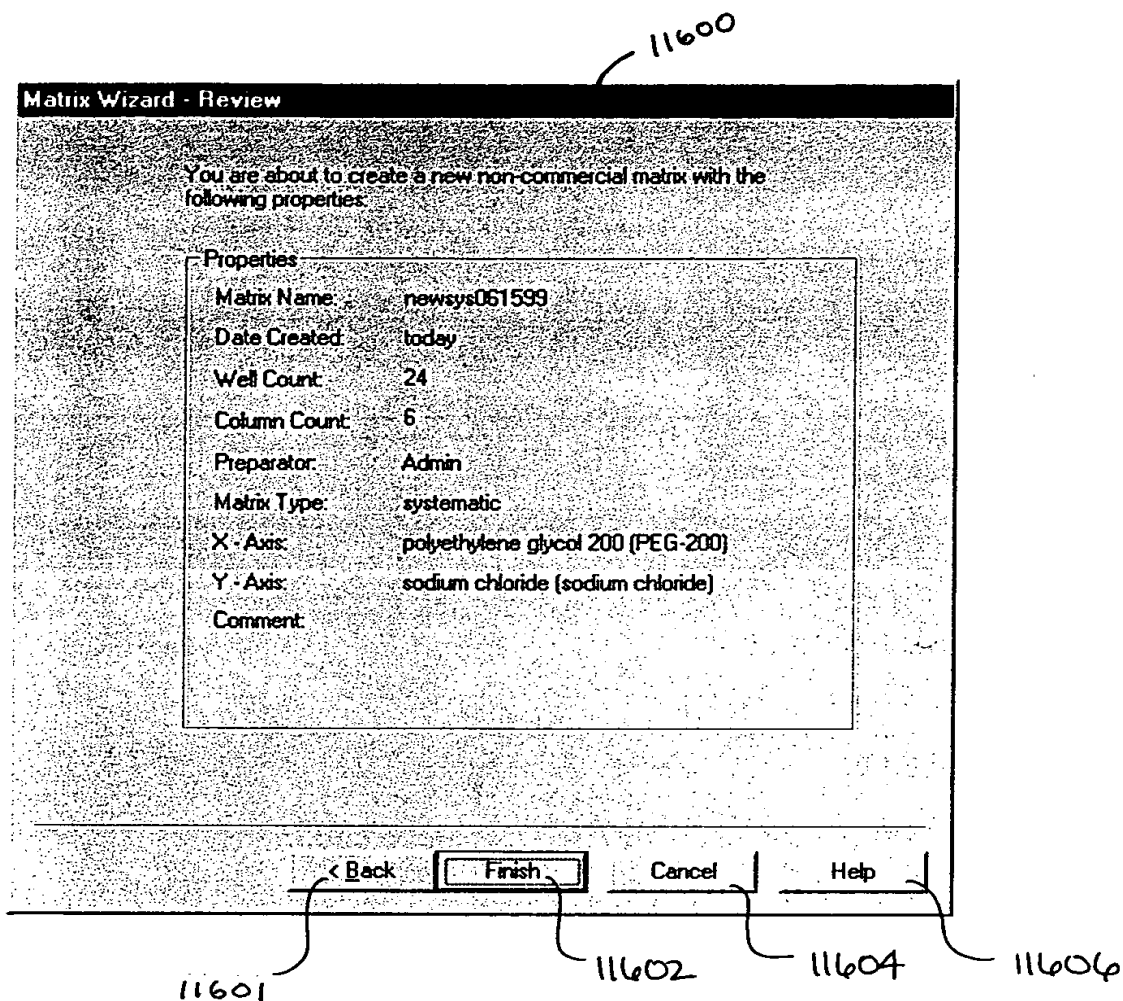 11600
Matrix Wizard - Review
You are about to create a new non-commercial matrix with the
following properties:
Properties
Matrix Name: newsys061599
Date Created: today
Well Count: 24
Column Count: 6
Preparator: Admin
Matrix Type: systematic
X - Axis: polyethylene glycol 200 (PEG-200)
Y - Axis: sodium chloride (sodium chloride)
Comment:
< Back Finish Cancel Help
11601 11602 11604 11606